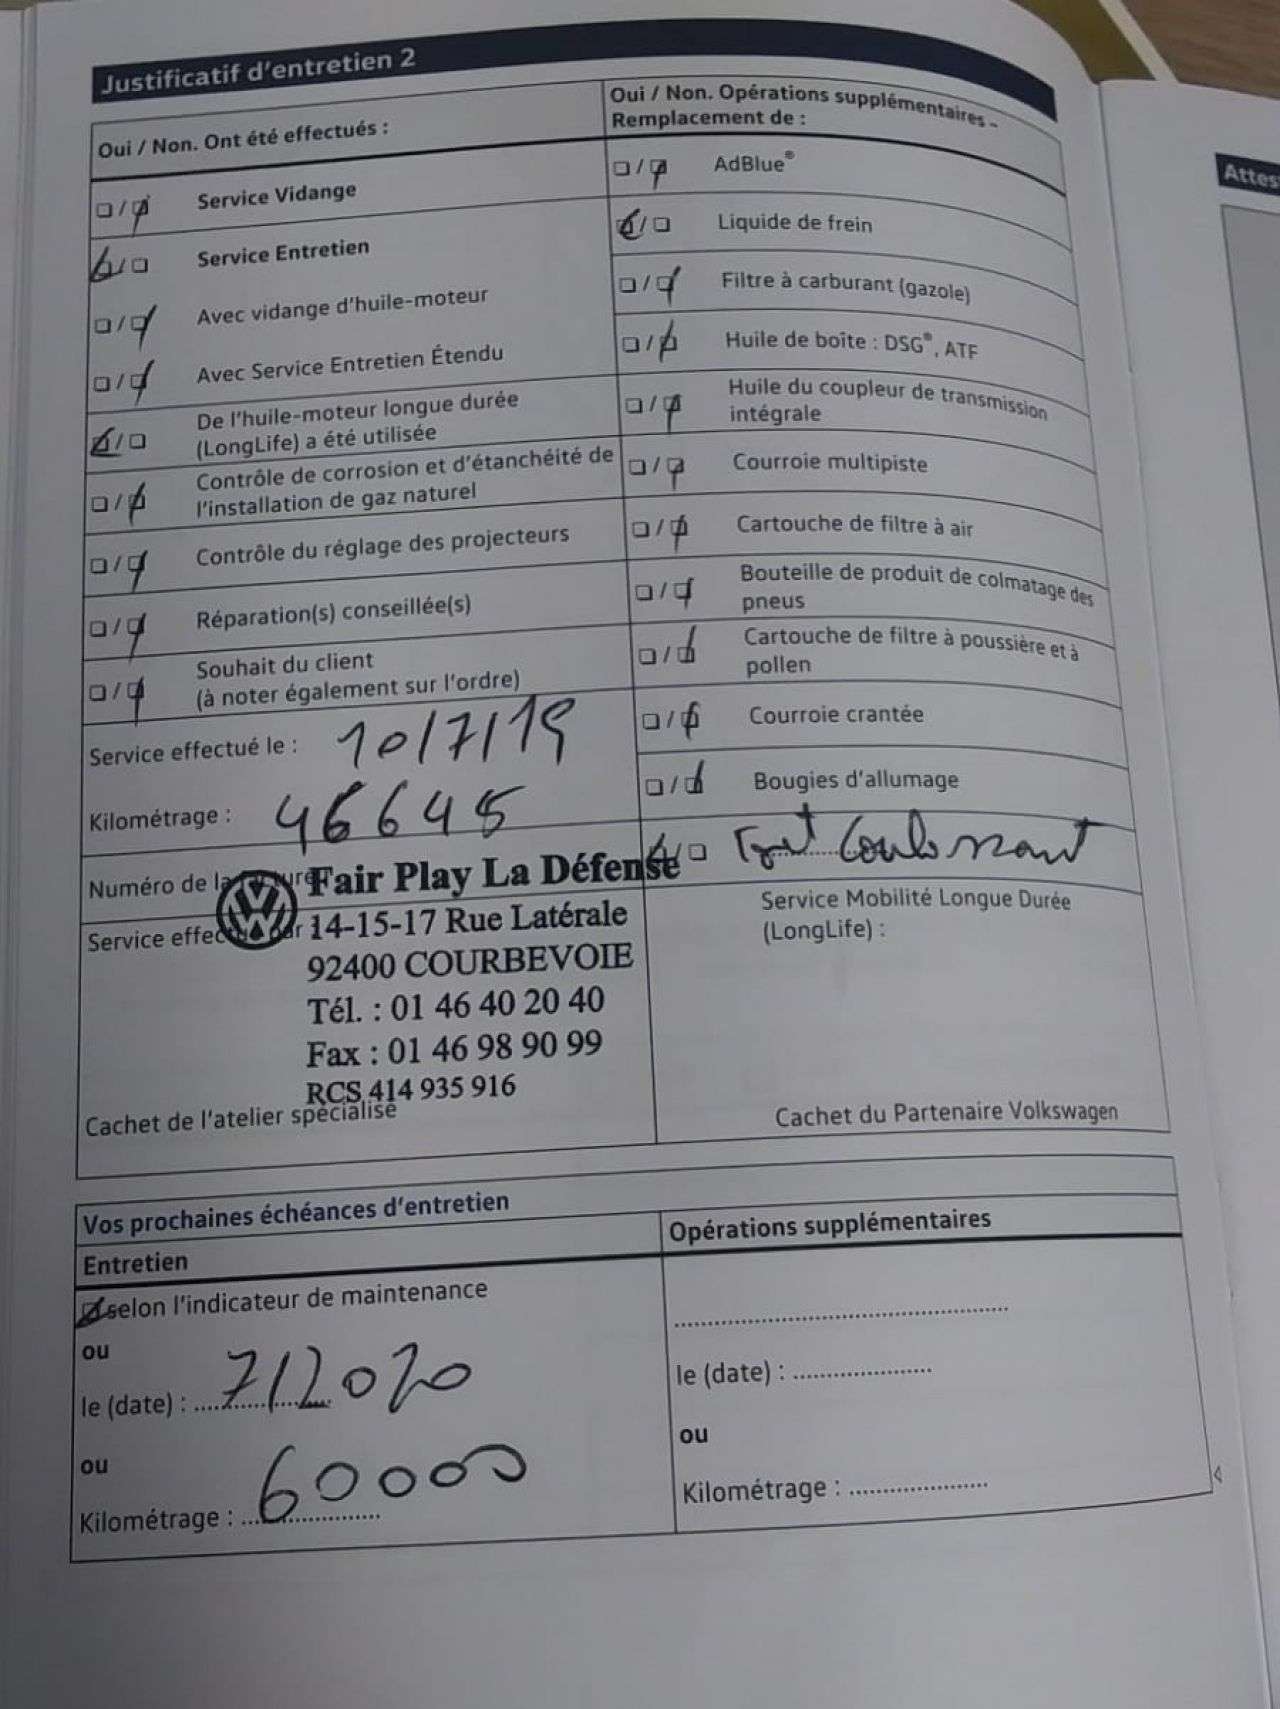 Justificatif d'entretien 2
Oui / Non. Ont été effectués :
Service Vidange
Service Entretien
Avec vidange d'huile-moteur
Avec Service Entretien Étendu
De l'huile-moteur longue durée
(LongLife) a été utilisée
Contrôle de corrosion et d'étanchéité de
l'installation de gaz naturel
Contrôle du réglage des projecteurs
Réparation(s) conseillée(s)
Souhait du client
(à noter également sur l'ordre)
Service effectué le : 10/7/19
Kilométrage : 46645
Numéro de la
Fair Play La Défense
14-15-17 Rue Latérale
92400 COURBEVOIE
Tél. : 01 46 40 20 40
Fax : 01 46 98 90 99
RCS 414 935 916
Service effectué par :
Cachet de l'atelier spécialisé
Oui / Non. Opérations supplémentaires –
Remplacement de :
AdBlue®
Liquide de frein
Filtre à carburant (gazole)
Huile de boîte : DSG®, ATF
Huile du coupleur de transmission
intégrale
Courroie multipiste
Cartouche de filtre à air
Bouteille de produit de colmatage des
pneus
Cartouche de filtre à poussière et à
pollen
Courroie crantée
Bougies d'allumage
Toit Coulissant
Service Mobilité Longue Durée
(LongLife) :
Cachet du Partenaire Volkswagen
Vos prochaines échéances d'entretien
Entretien
selon l'indicateur de maintenance
ou
le (date) : 7/2020
ou
Kilométrage : 60000
Opérations supplémentaires
le (date) :
ou
Kilométrage :
Attes